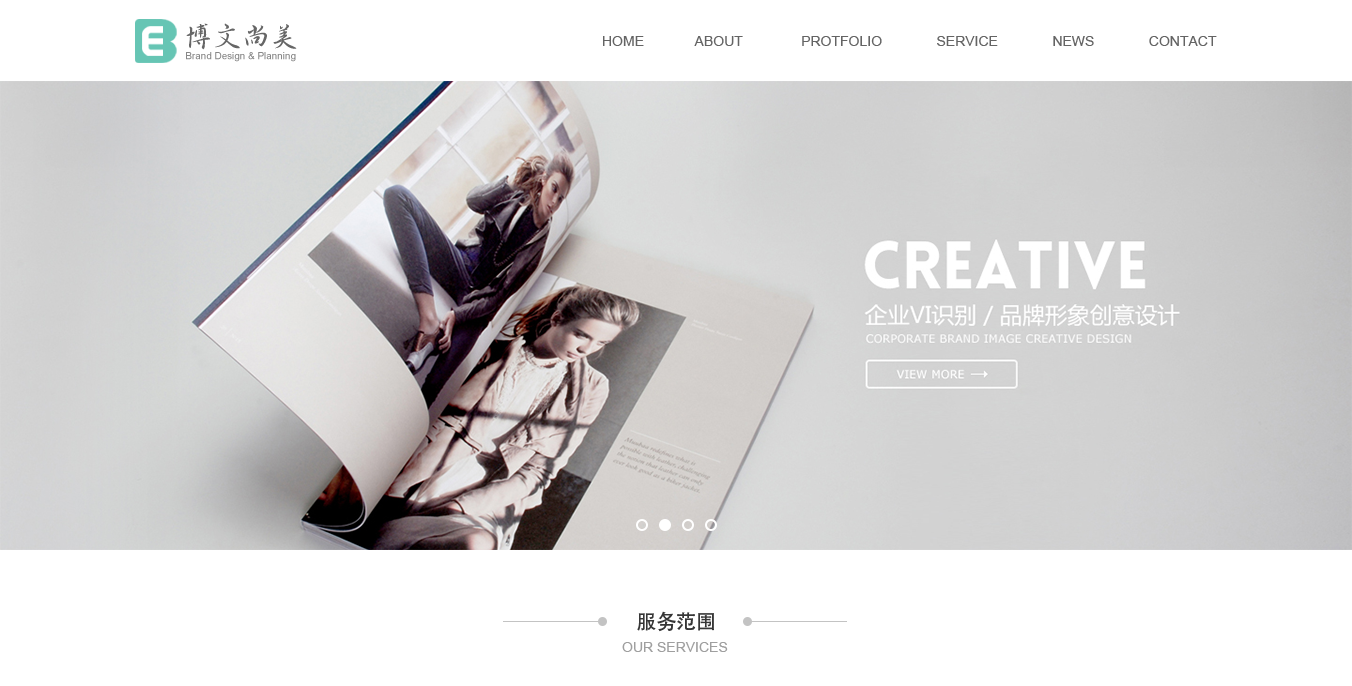 博文尚美
Brand Design & Planning
HOME ABOUT PROTFOLIO SERVICE NEWS CONTACT
CREATIVE
企业VI识别 / 品牌形象创意设计
CORPORATE BRAND IMAGE CREATIVE DESIGN
VIEW MORE
服务范围
OUR SERVICES